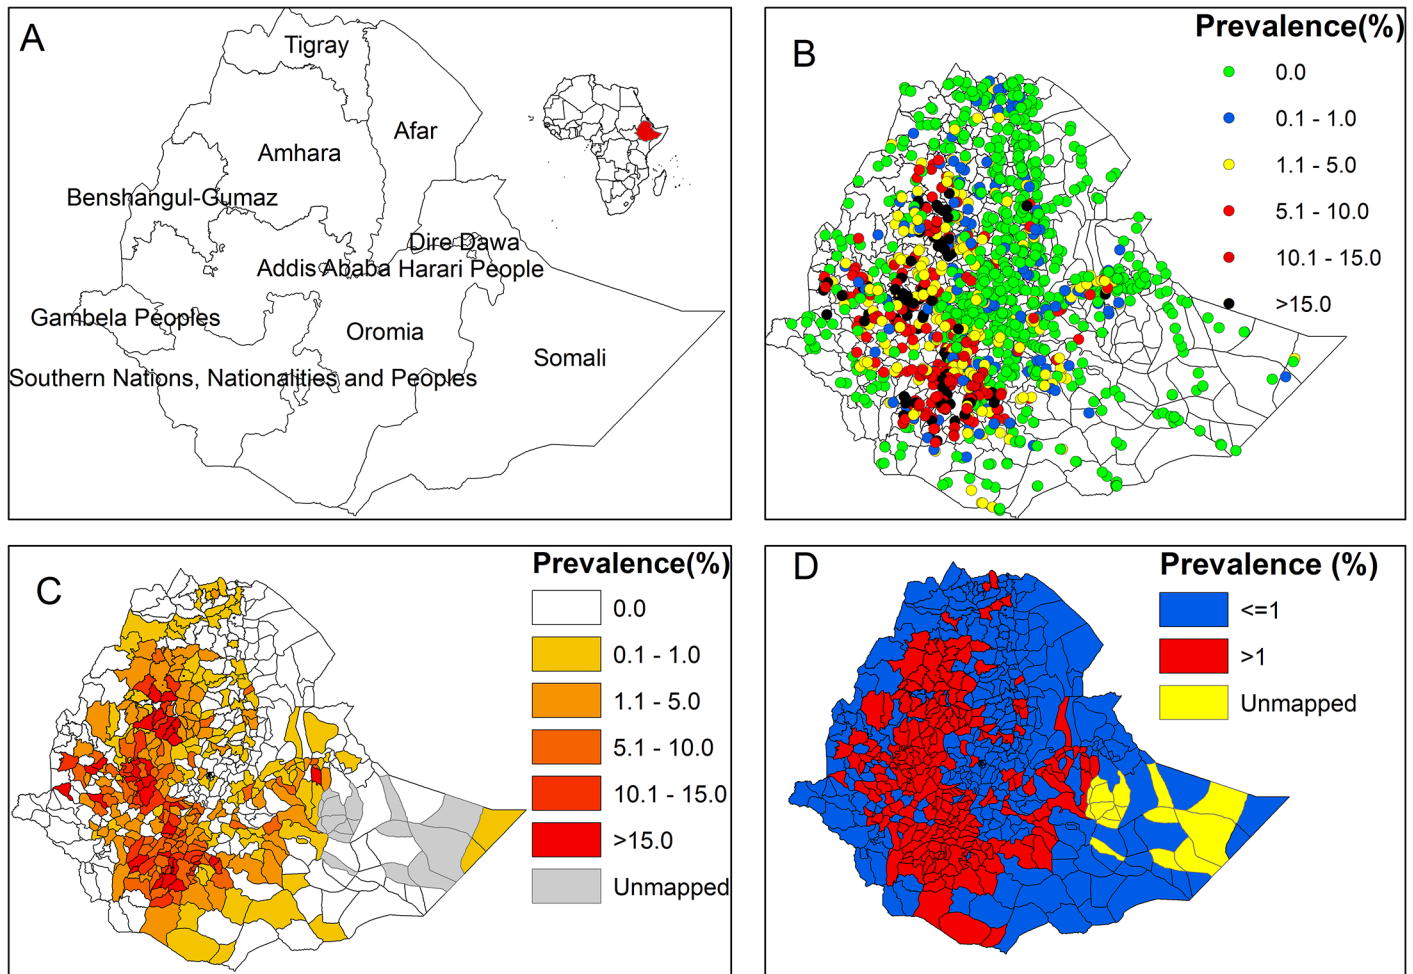 A
Tigray
Afar
Amhara
Benshangul-Gumaz
Dire Dawa
Addis Ababa Harari People
Gambela Peoples
Oromia
Somali
Southern Nations, Nationalities and Peoples
B
Prevalence(%)
0.0
0.1 - 1.0
1.1 - 5.0
5.1 - 10.0
10.1 - 15.0
>15.0
C
Prevalence(%)
0.0
0.1 - 1.0
1.1 - 5.0
5.1 - 10.0
10.1 - 15.0
>15.0
Unmapped
D
Prevalence (%)
<=1
>1
Unmapped